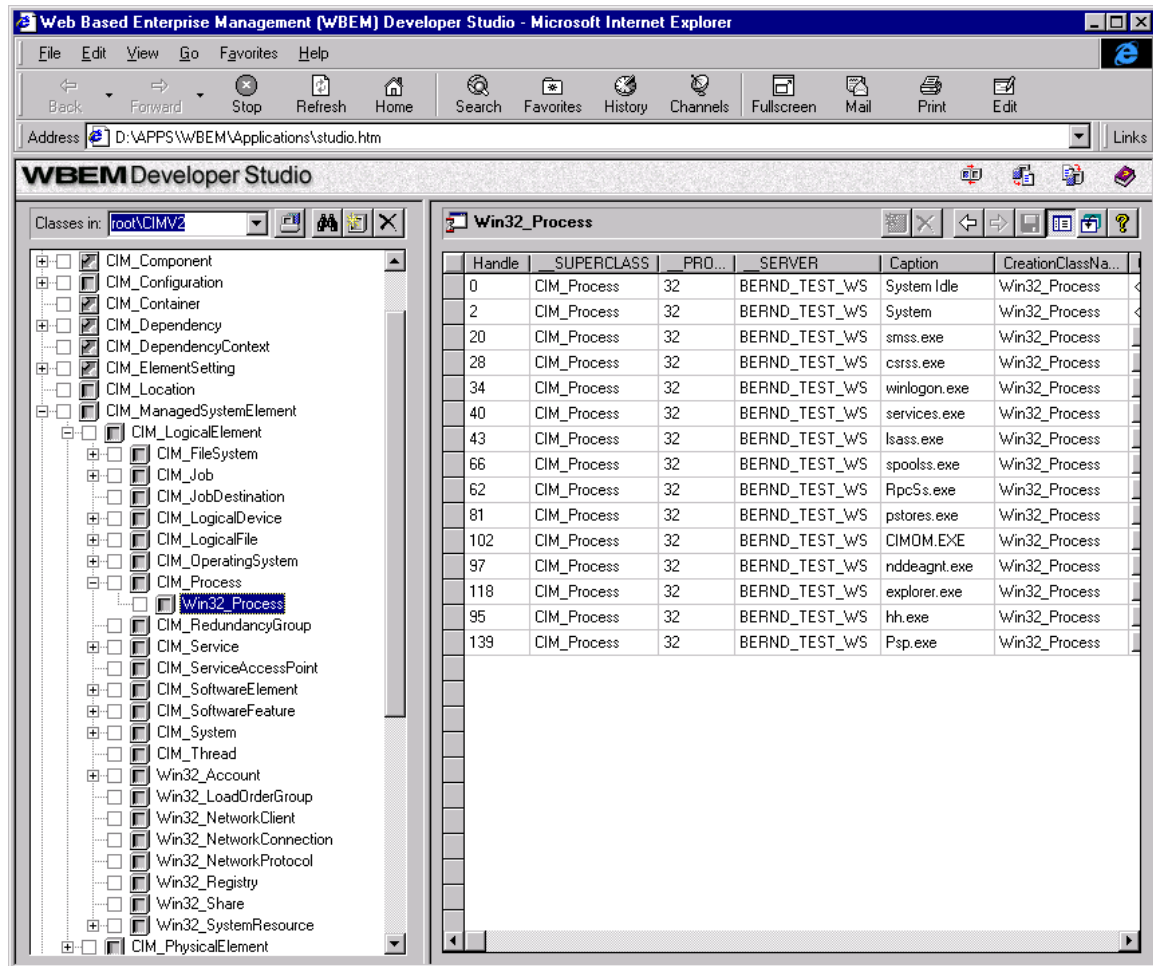 Web Based Enterprise Management (WBEM) Developer Studio - Microsoft Internet Explorer
File Edit View Go Favorites Help
Back Forward Stop Refresh Home Search Favorites History Channels Fullscreen Mail Print Edit
Address D:\APPS\WBEM\Applications\studio.htm Links
WBEM Developer Studio
Classes in: root\CIMV2
CIM_Component
CIM_Configuration
CIM_Container
CIM_Dependency
CIM_DependencyContext
CIM_ElementSetting
CIM_Location
CIM_ManagedSystemElement
CIM_LogicalElement
CIM_FileSystem
CIM_Job
CIM_JobDestination
CIM_LogicalDevice
CIM_LogicalFile
CIM_OperatingSystem
CIM_Process
Win32_Process
CIM_RedundancyGroup
CIM_Service
CIM_ServiceAccessPoint
CIM_SoftwareElement
CIM_SoftwareFeature
CIM_System
CIM_Thread
Win32_Account
Win32_LoadOrderGroup
Win32_NetworkClient
Win32_NetworkConnection
Win32_NetworkProtocol
Win32_Registry
Win32_Share
Win32_SystemResource
CIM_PhysicalElement
Win32_Process
Handle __SUPERCLASS __PRO... __SERVER Caption CreationClassNa...
0 CIM_Process 32 BERND_TEST_WS System Idle Win32_Process
2 CIM_Process 32 BERND_TEST_WS System Win32_Process
20 CIM_Process 32 BERND_TEST_WS smss.exe Win32_Process
28 CIM_Process 32 BERND_TEST_WS csrss.exe Win32_Process
34 CIM_Process 32 BERND_TEST_WS winlogon.exe Win32_Process
40 CIM_Process 32 BERND_TEST_WS services.exe Win32_Process
43 CIM_Process 32 BERND_TEST_WS lsass.exe Win32_Process
66 CIM_Process 32 BERND_TEST_WS spoolss.exe Win32_Process
62 CIM_Process 32 BERND_TEST_WS RpcSs.exe Win32_Process
81 CIM_Process 32 BERND_TEST_WS pstores.exe Win32_Process
102 CIM_Process 32 BERND_TEST_WS CIMOM.EXE Win32_Process
97 CIM_Process 32 BERND_TEST_WS nddeagnt.exe Win32_Process
118 CIM_Process 32 BERND_TEST_WS explorer.exe Win32_Process
95 CIM_Process 32 BERND_TEST_WS hh.exe Win32_Process
139 CIM_Process 32 BERND_TEST_WS Psp.exe Win32_Process